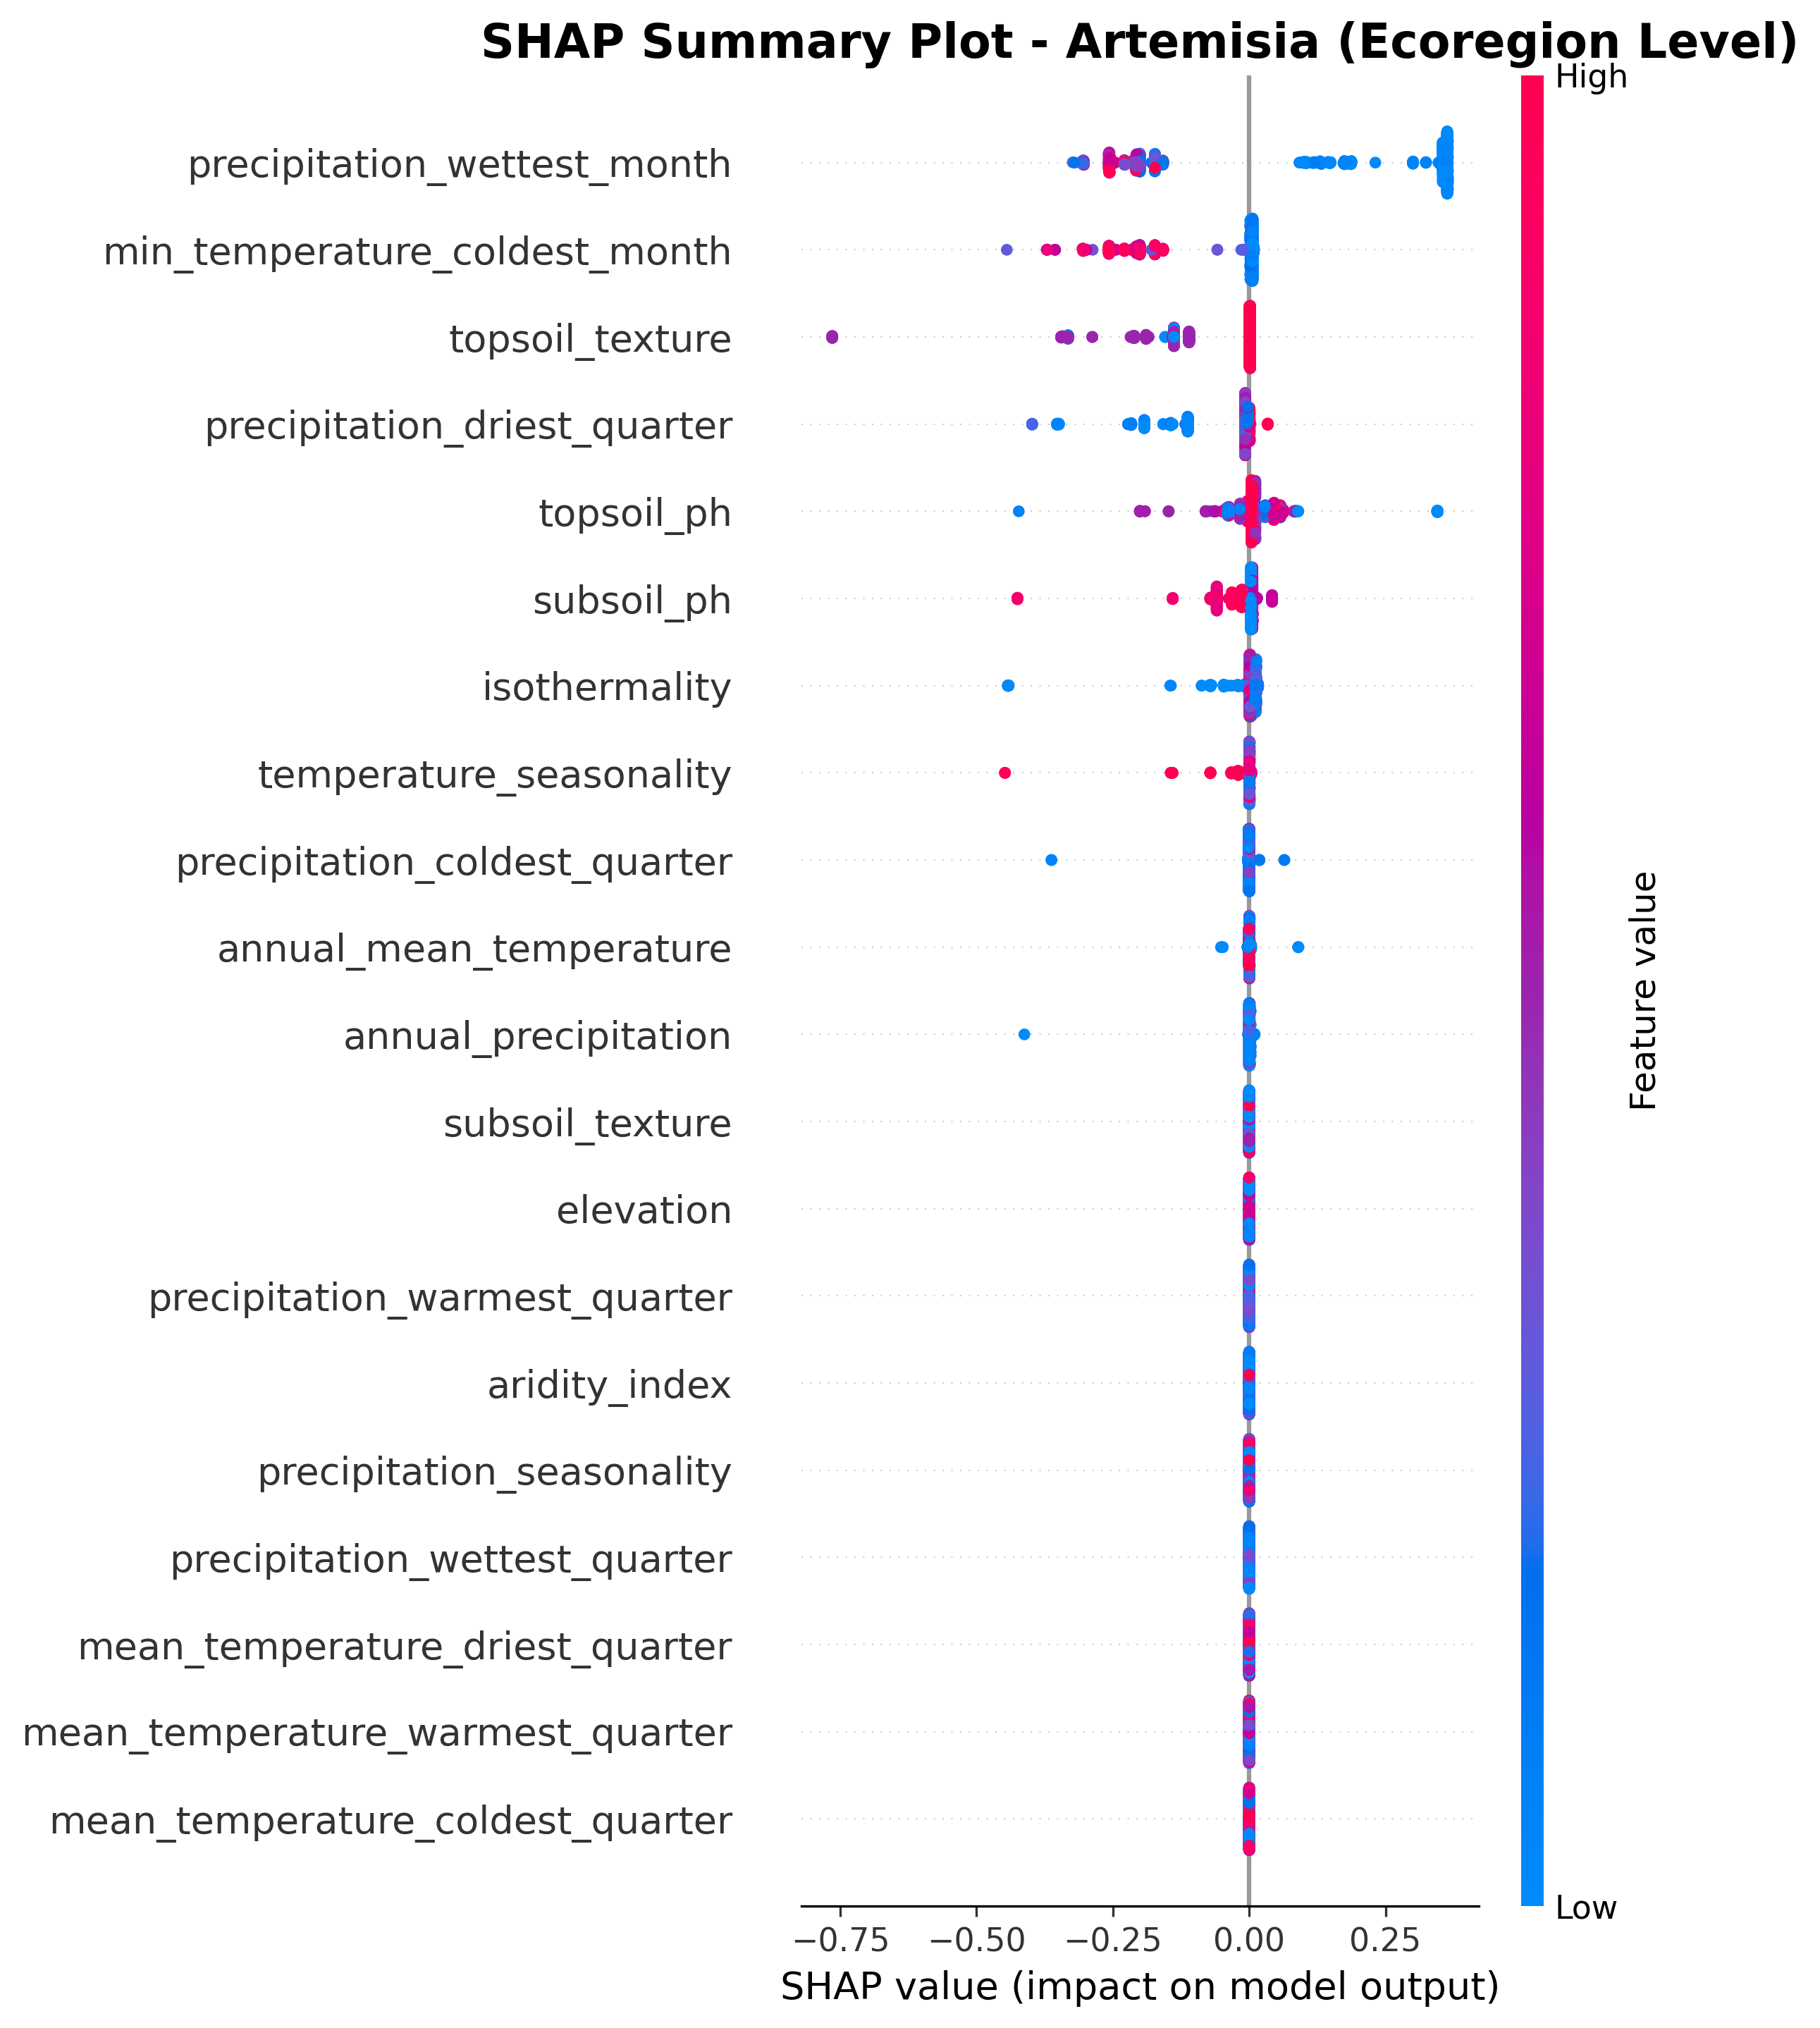 SHAP Summary Plot - Artemisia (Ecoregion Level)
High
precipitation_wettest_month
min_temperature_coldest_month
topsoil_texture
precipitation_driest_quarter
topsoil_ph
subsoil_ph
isothermality
temperature_seasonality
precipitation_coldest_quarter
annual_mean_temperature
annual_precipitation
subsoil_texture
elevation
precipitation_warmest_quarter
aridity_index
precipitation_seasonality
precipitation_wettest_quarter
mean_temperature_driest_quarter
mean_temperature_warmest_quarter
mean_temperature_coldest_quarter
Feature value
Low
−0.75 −0.50 −0.25 0.00 0.25
SHAP value (impact on model output)